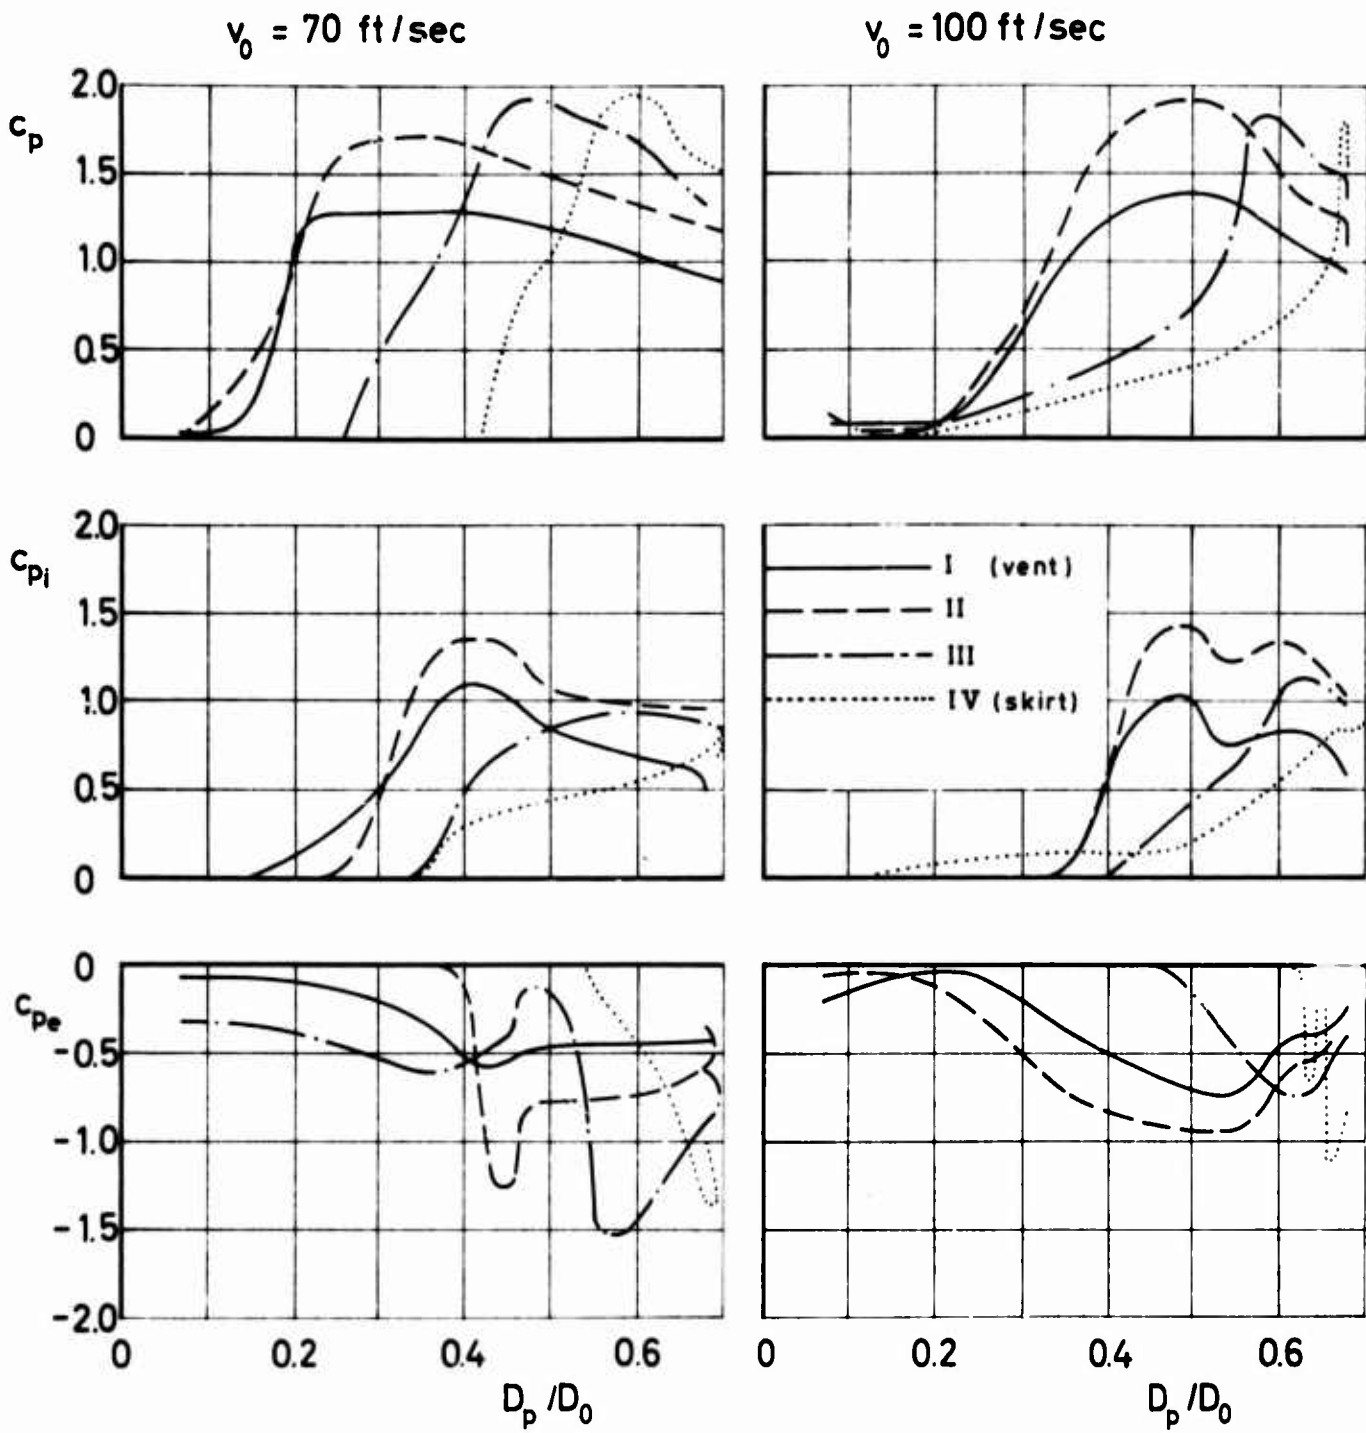 v₀ = 70 ft/sec
v₀ = 100 ft/sec
cₚ
2.0
1.5
1.0
0.5
0
cₚᵢ
2.0
1.5
1.0
0.5
0
I (vent)
II
III
IV (skirt)
cₚₑ
0
-0.5
-1.0
-1.5
-2.0
0 0.2 0.4 0.6
0 0.2 0.4 0.6
Dₚ/D₀
Dₚ/D₀